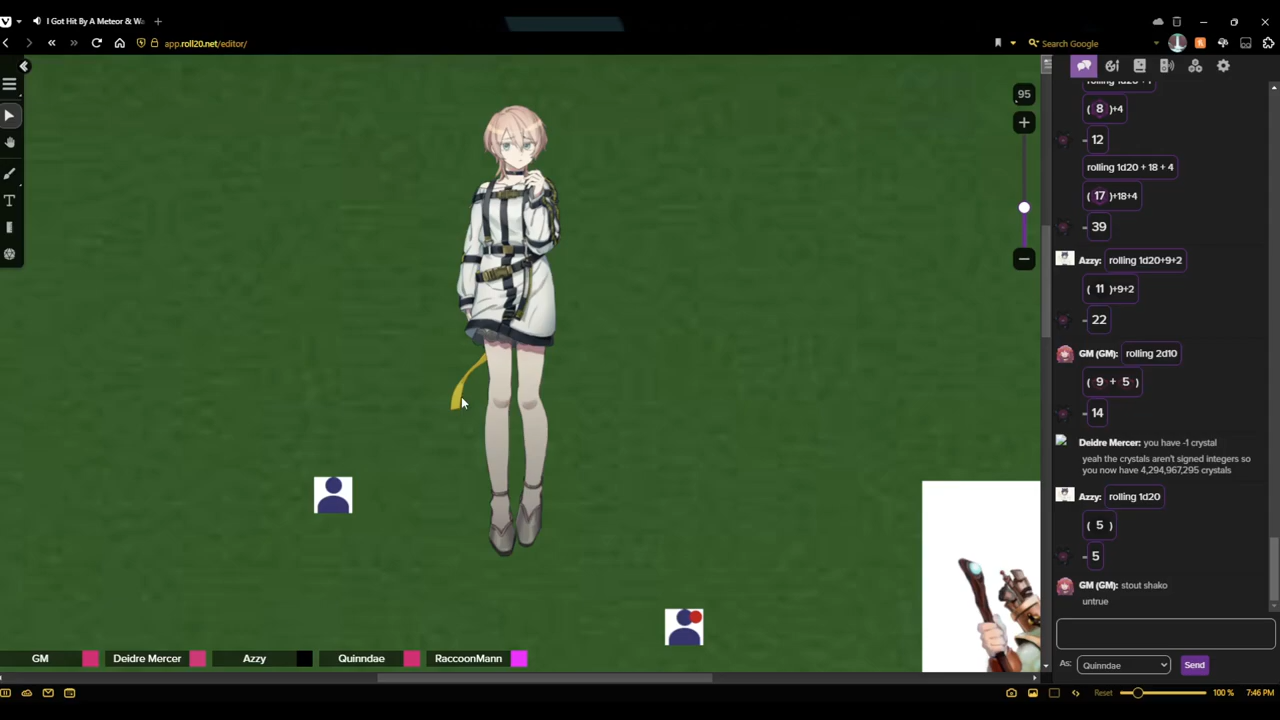 I Got Hit By A Meteor & W
app.roll20.net/editor/
Search Google
95
( 8 )+4
= 12
rolling 1d20 + 18 + 4
( 17 )+18+4
= 39
Azzy: rolling 1d20+9+2
( 11 )+9+2
= 22
GM (GM): rolling 2d10
( 9 + 5 )
= 14
Deidre Mercer: you have -1 crystal
yeah the crystals aren't signed integers so
you now have 4,294,967,295 crystals
Azzy: rolling 1d20
( 5 )
= 5
GM (GM): stout shako
untrue
GM
Deidre Mercer
Azzy
Quinndae
RaccoonMann
As:
Quinndae
Send
Reset
100 %
7:46 PM